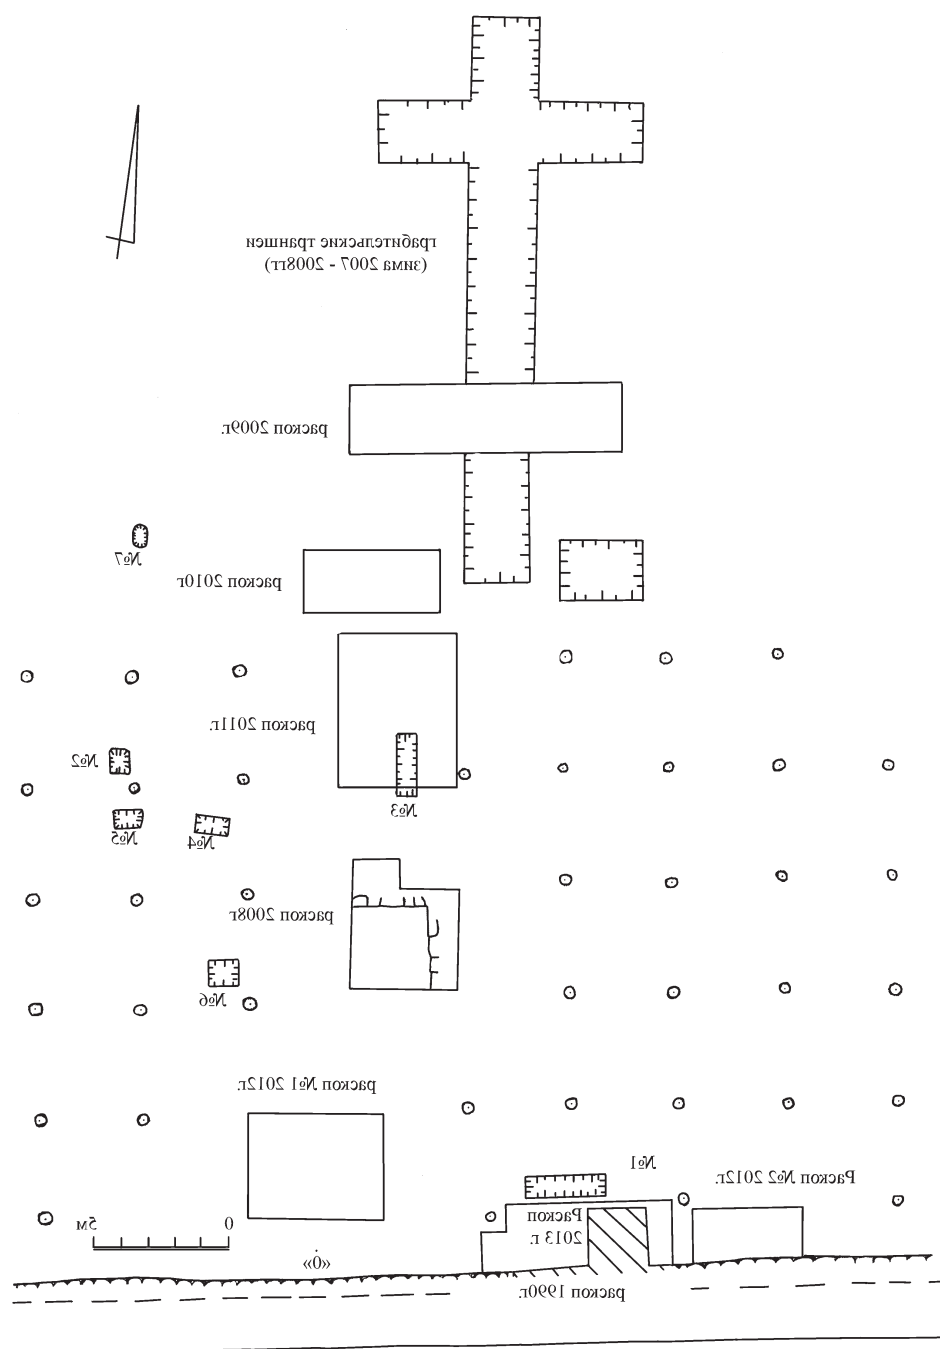 грабительские траншеи
(зима 2007 - 2008гг)
раскоп 2009г.
№7
раскоп 2010г
раскоп 2011г.
№2
№3
№5
№4
раскоп 2008г
№6
раскоп №1 2012г.
№1
Раскоп №2 2012г.
Раскоп
2013 г.
0
5м
«0»
раскоп 1990г.